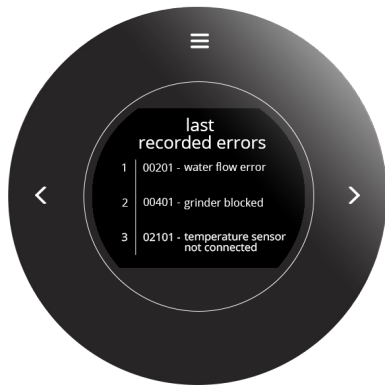 last
recorded errors
1 00201 - water flow error
2 00401 - grinder blocked
3 02101 - temperature sensor
not connected